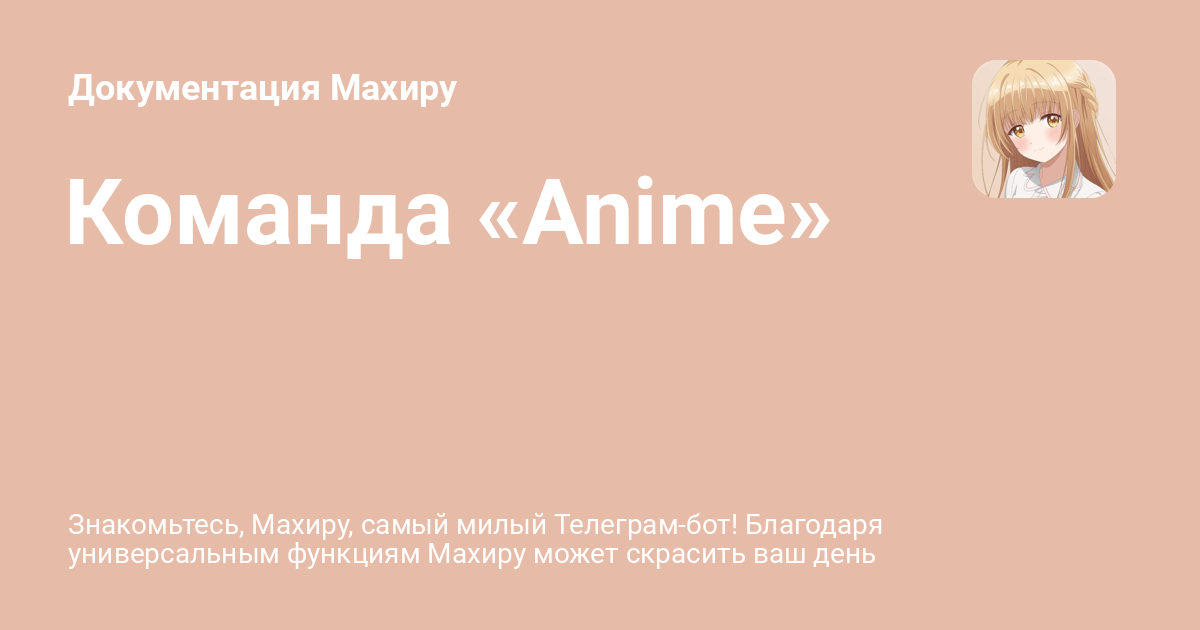 Документация Махиру
Команда «Anime»
Знакомьтесь, Махиру, самый милый Телеграм-бот! Благодаря
универсальным функциям Махиру может скрасить ваш день